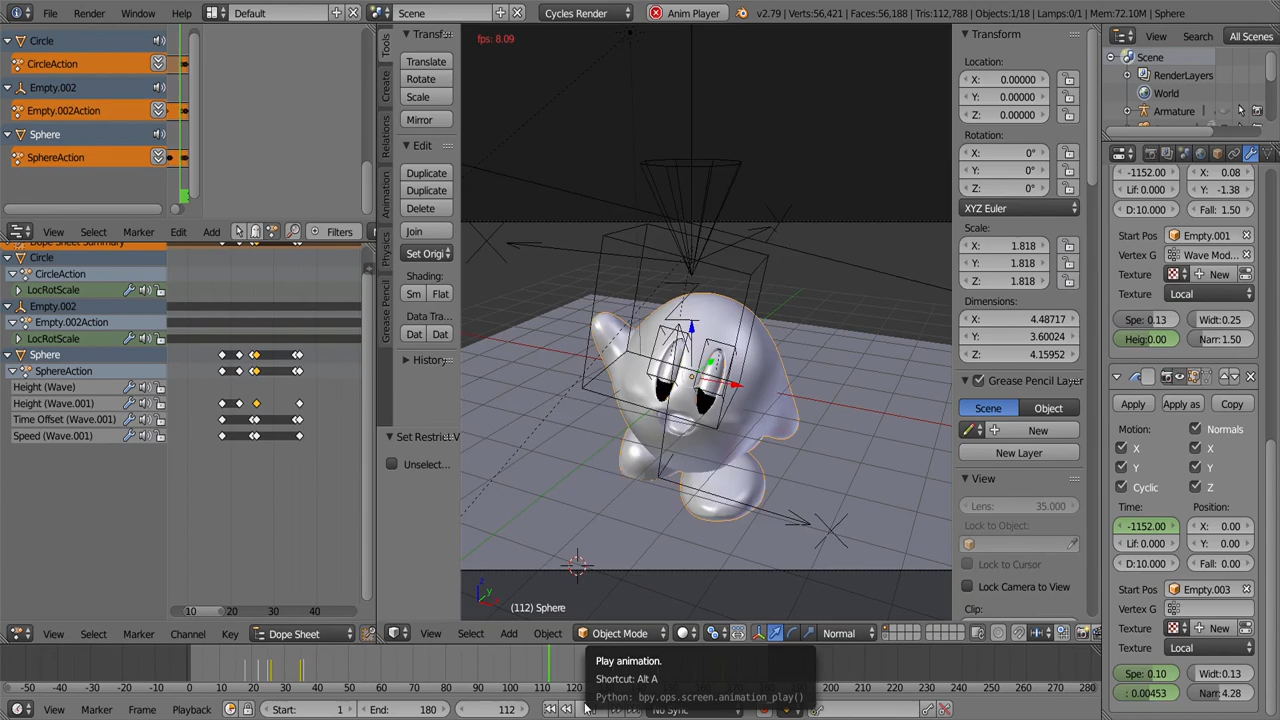 File Render Window Help Default Scene Cycles Render Anim Player v2.79 | Verts:56,421 | Faces:56,188 | Tris:112,788 | Objects:1/18 | Lamps:0/1 | Mem:72.10M | Sphere
Circle
CircleAction
Empty.002
Empty.002Action
Sphere
SphereAction
View Select Marker Edit Add Filters
Dope Sheet Summary
Circle
CircleAction
LocRotScale
Empty.002
Empty.002Action
LocRotScale
Sphere
SphereAction
Height (Wave)
Height (Wave.001)
Time Offset (Wave.001)
Speed (Wave.001)
10 20 30 40
View Select Marker Channel Key Dope Sheet
Tools
Create
Relations
Animation
Physics
Grease Pencil
Transfor
Translate
Rotate
Scale
Mirror
Edit
Duplicate
Duplicate
Delete
Join
Set Origi
Shading:
Sm Flat
Data Tra...
Dat Dat
History
Set Restric V
Unselect...
fps: 8.09
(112) Sphere
View Select Add Object Object Mode Normal
Play animation.
Shortcut: Alt A
Python: bpy.ops.screen.animation_play()
Transform
Location:
X: 0.00000
Y: 0.00000
Z: 0.00000
Rotation:
X: 0°
Y: 0°
Z: 0°
XYZ Euler
Scale:
X: 1.818
Y: 1.818
Z: 1.818
Dimensions:
X: 4.48717
Y: 3.60024
Z: 4.15952
Grease Pencil Layer
Scene Object
New
New Layer
View
Lens: 35.000
Lock to Object:
Lock to Cursor
Lock Camera to View
Clip:
View Search All Scenes
Scene
RenderLayers
World
Armature
-1152.00 X: 0.08
Lif: 0.000 Y: -1.38
D:10.000 Fall: 1.50
Start Pos Empty.001
Vertex G Wave Mod...
Texture New
Texture Local
Spe: 0.13 Widt:0.25
Heig:0.00 Narr: 1.50
Apply Apply as Copy
Motion: Normals
X X
Y Y
Cyclic Z
Time: Position:
-1152.00 X: 0.00
Lif: 0.000 Y: 0.00
D:10.000 Fall: 0.00
Start Pos Empty.003
Vertex G
Texture New
Texture Local
Spe: 0.10 Widt:0.13
: 0.00453 Narr: 4.28
-50 -40 -30 -20 -10 0 10 20 30 40 50 60 70 80 90 100 110 120 130 140 150 160 170 180 190 200 210 220 230 240 250 260 270 280
View Marker Frame Playback Start: 1 End: 180 112 No Sync